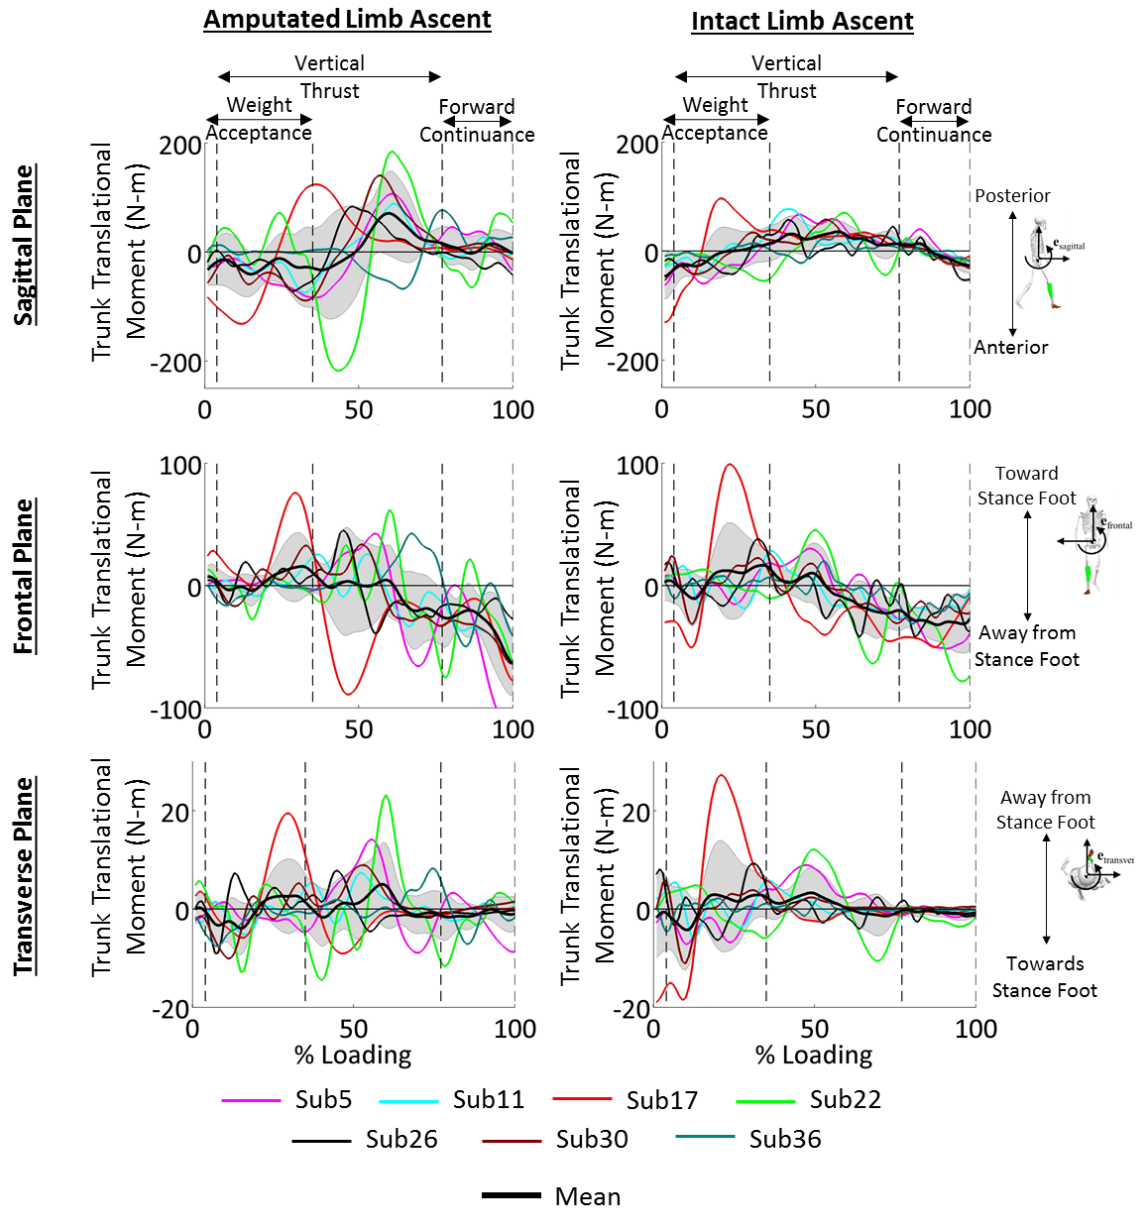 Amputated Limb Ascent
Intact Limb Ascent
Vertical
Thrust
Vertical
Thrust
Weight
Acceptance
Forward
Continuance
Weight
Acceptance
Forward
Continuance
Sagittal Plane
Trunk Translational
Moment (N-m)
200
0
-200
0
50
100
Trunk Translational
Moment (N-m)
200
0
-200
0
50
100
Posterior
e sagittal
Anterior
Frontal Plane
Trunk Translational
Moment (N-m)
100
0
-100
0
50
100
Trunk Translational
Moment (N-m)
100
0
-100
0
50
100
Toward
Stance Foot
e frontal
Away from
Stance Foot
Transverse Plane
Trunk Translational
Moment (N-m)
20
0
-20
0
50
100
% Loading
Trunk Translational
Moment (N-m)
20
0
-20
0
50
100
% Loading
Away from
Stance Foot
e transvers
Towards
Stance Foot
Sub5
Sub11
Sub17
Sub22
Sub26
Sub30
Sub36
Mean